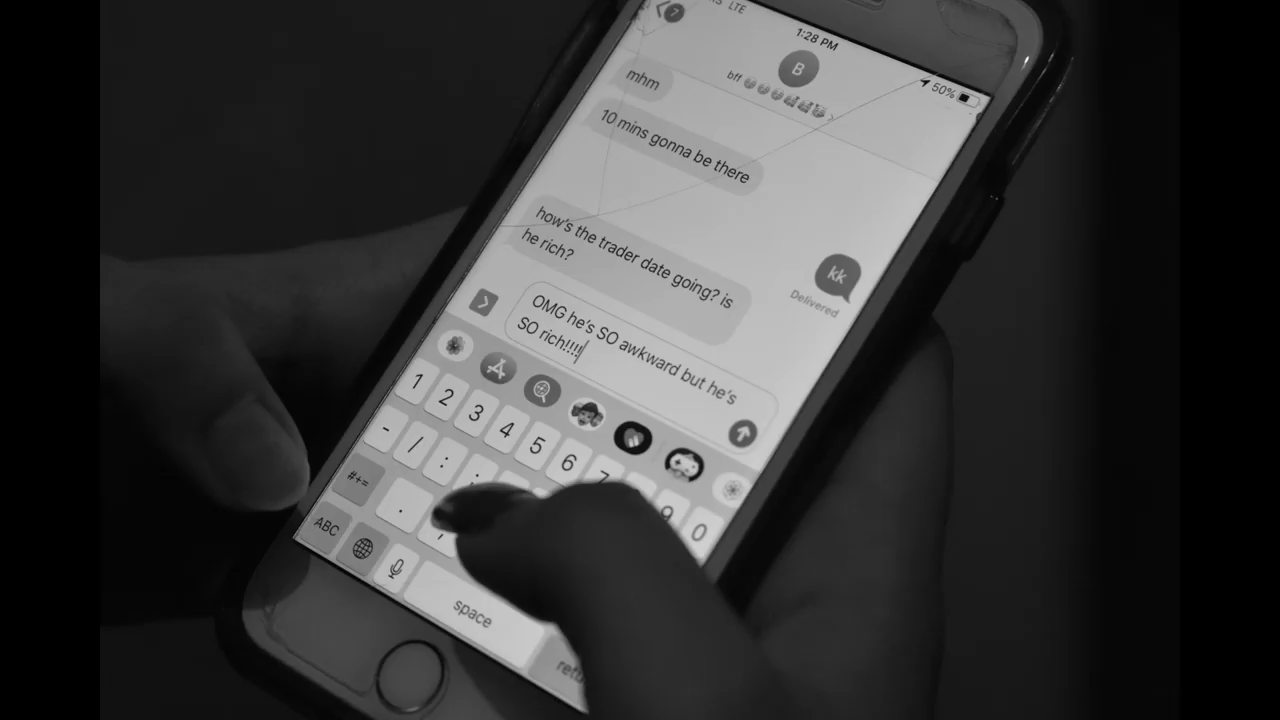 7
LTE
1:28 PM
50%
B
bff
mhm
10 mins gonna be there
kk
Delivered
how's the trader date going? is
he rich?
OMG he's SO awkward but he's
SO rich!!!!
1 2 3 4 5 6 7 9 0
- / : ;
#+= . ,
ABC space